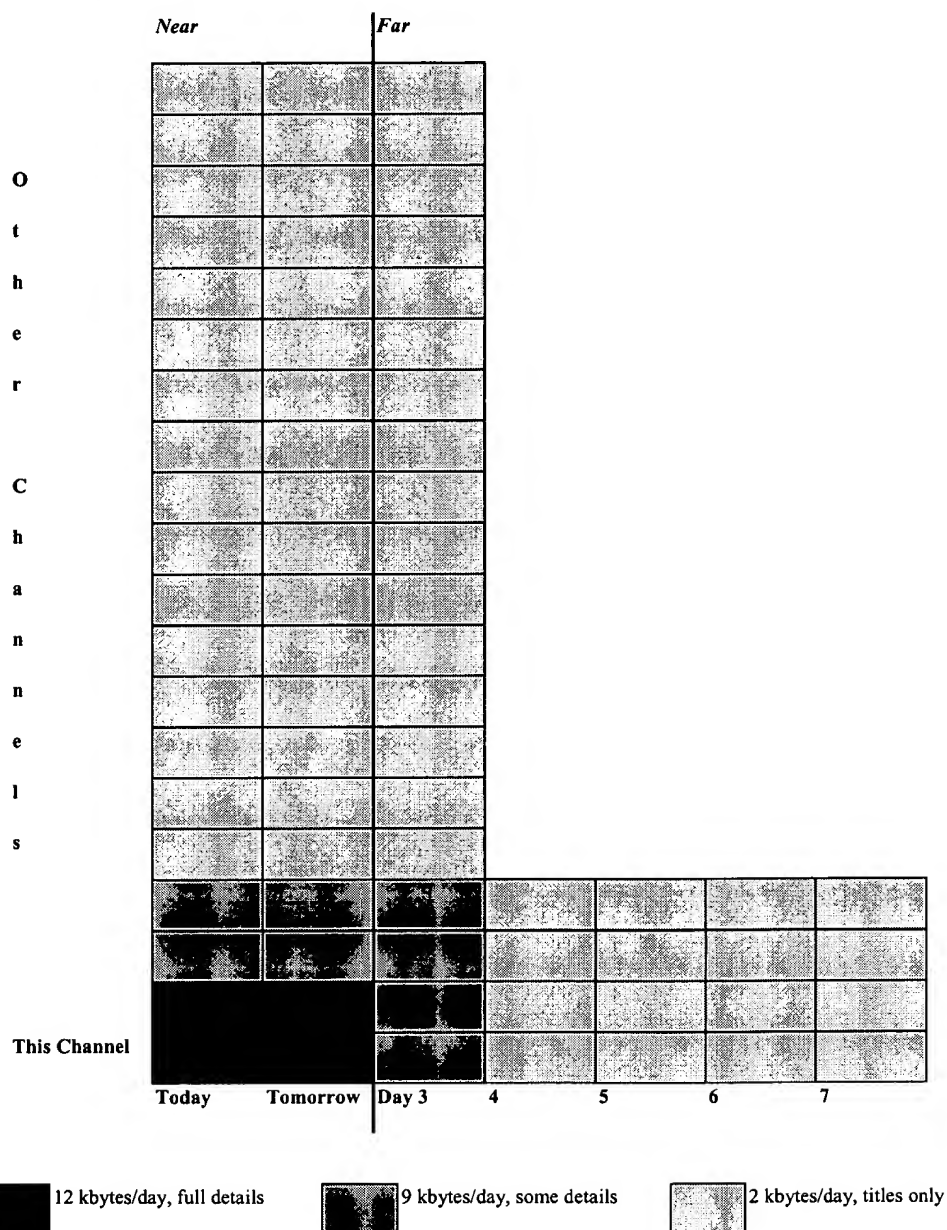 Near Far
O
t
h
e
r
C
h
a
n
n
e
l
s
This Channel
Today Tomorrow Day 3 4 5 6 7
12 kbytes/day, full details 9 kbytes/day, some details 2 kbytes/day, titles only